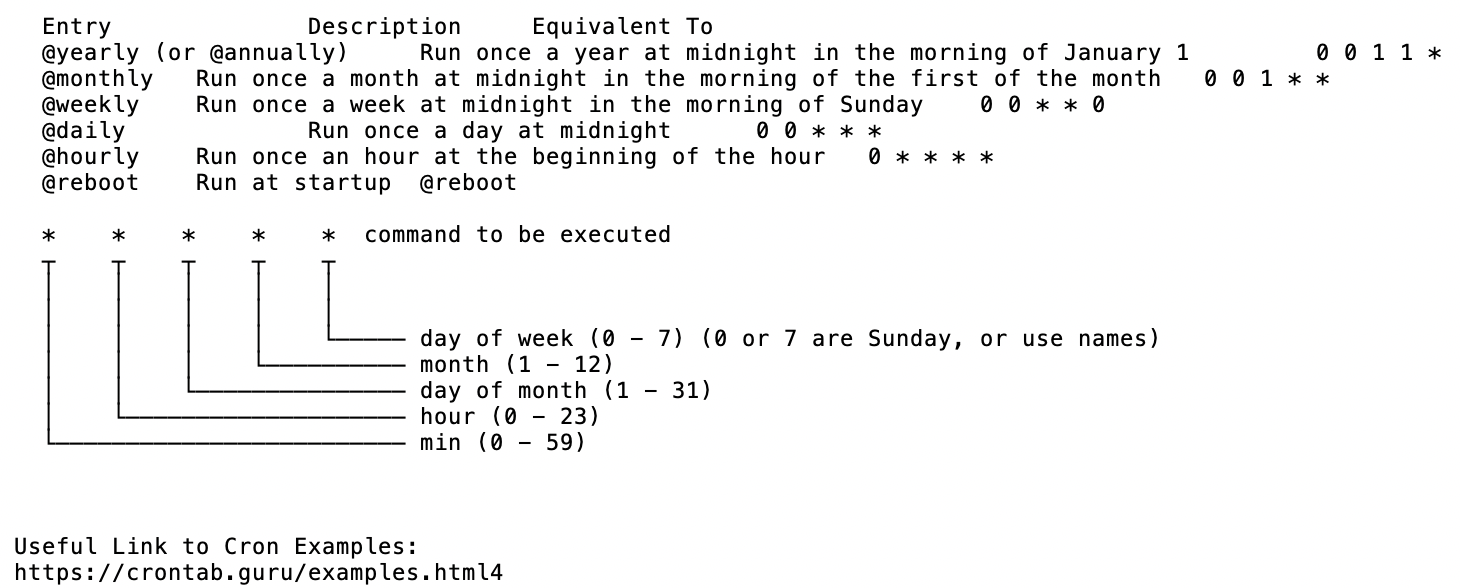 Entry Description Equivalent To
@yearly (or @annually) Run once a year at midnight in the morning of January 1 0 0 1 1 *
@monthly Run once a month at midnight in the morning of the first of the month 0 0 1 * *
@weekly Run once a week at midnight in the morning of Sunday 0 0 * * 0
@daily Run once a day at midnight 0 0 * * *
@hourly Run once an hour at the beginning of the hour 0 * * * *
@reboot Run at startup @reboot
* * * * * command to be executed
day of week (0 - 7) (0 or 7 are Sunday, or use names)
month (1 - 12)
day of month (1 - 31)
hour (0 - 23)
min (0 - 59)
Useful Link to Cron Examples:
https://crontab.guru/examples.html4